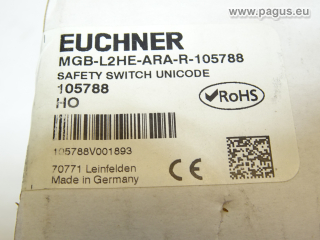 www.pagus.eu
EUCHNER
MGB-L2HE-ARA-R-105788
SAFETY SWITCH UNICODE
105788
HO
RoHS
105788V001893
70771 Leinfelden
Made in Germany
CE